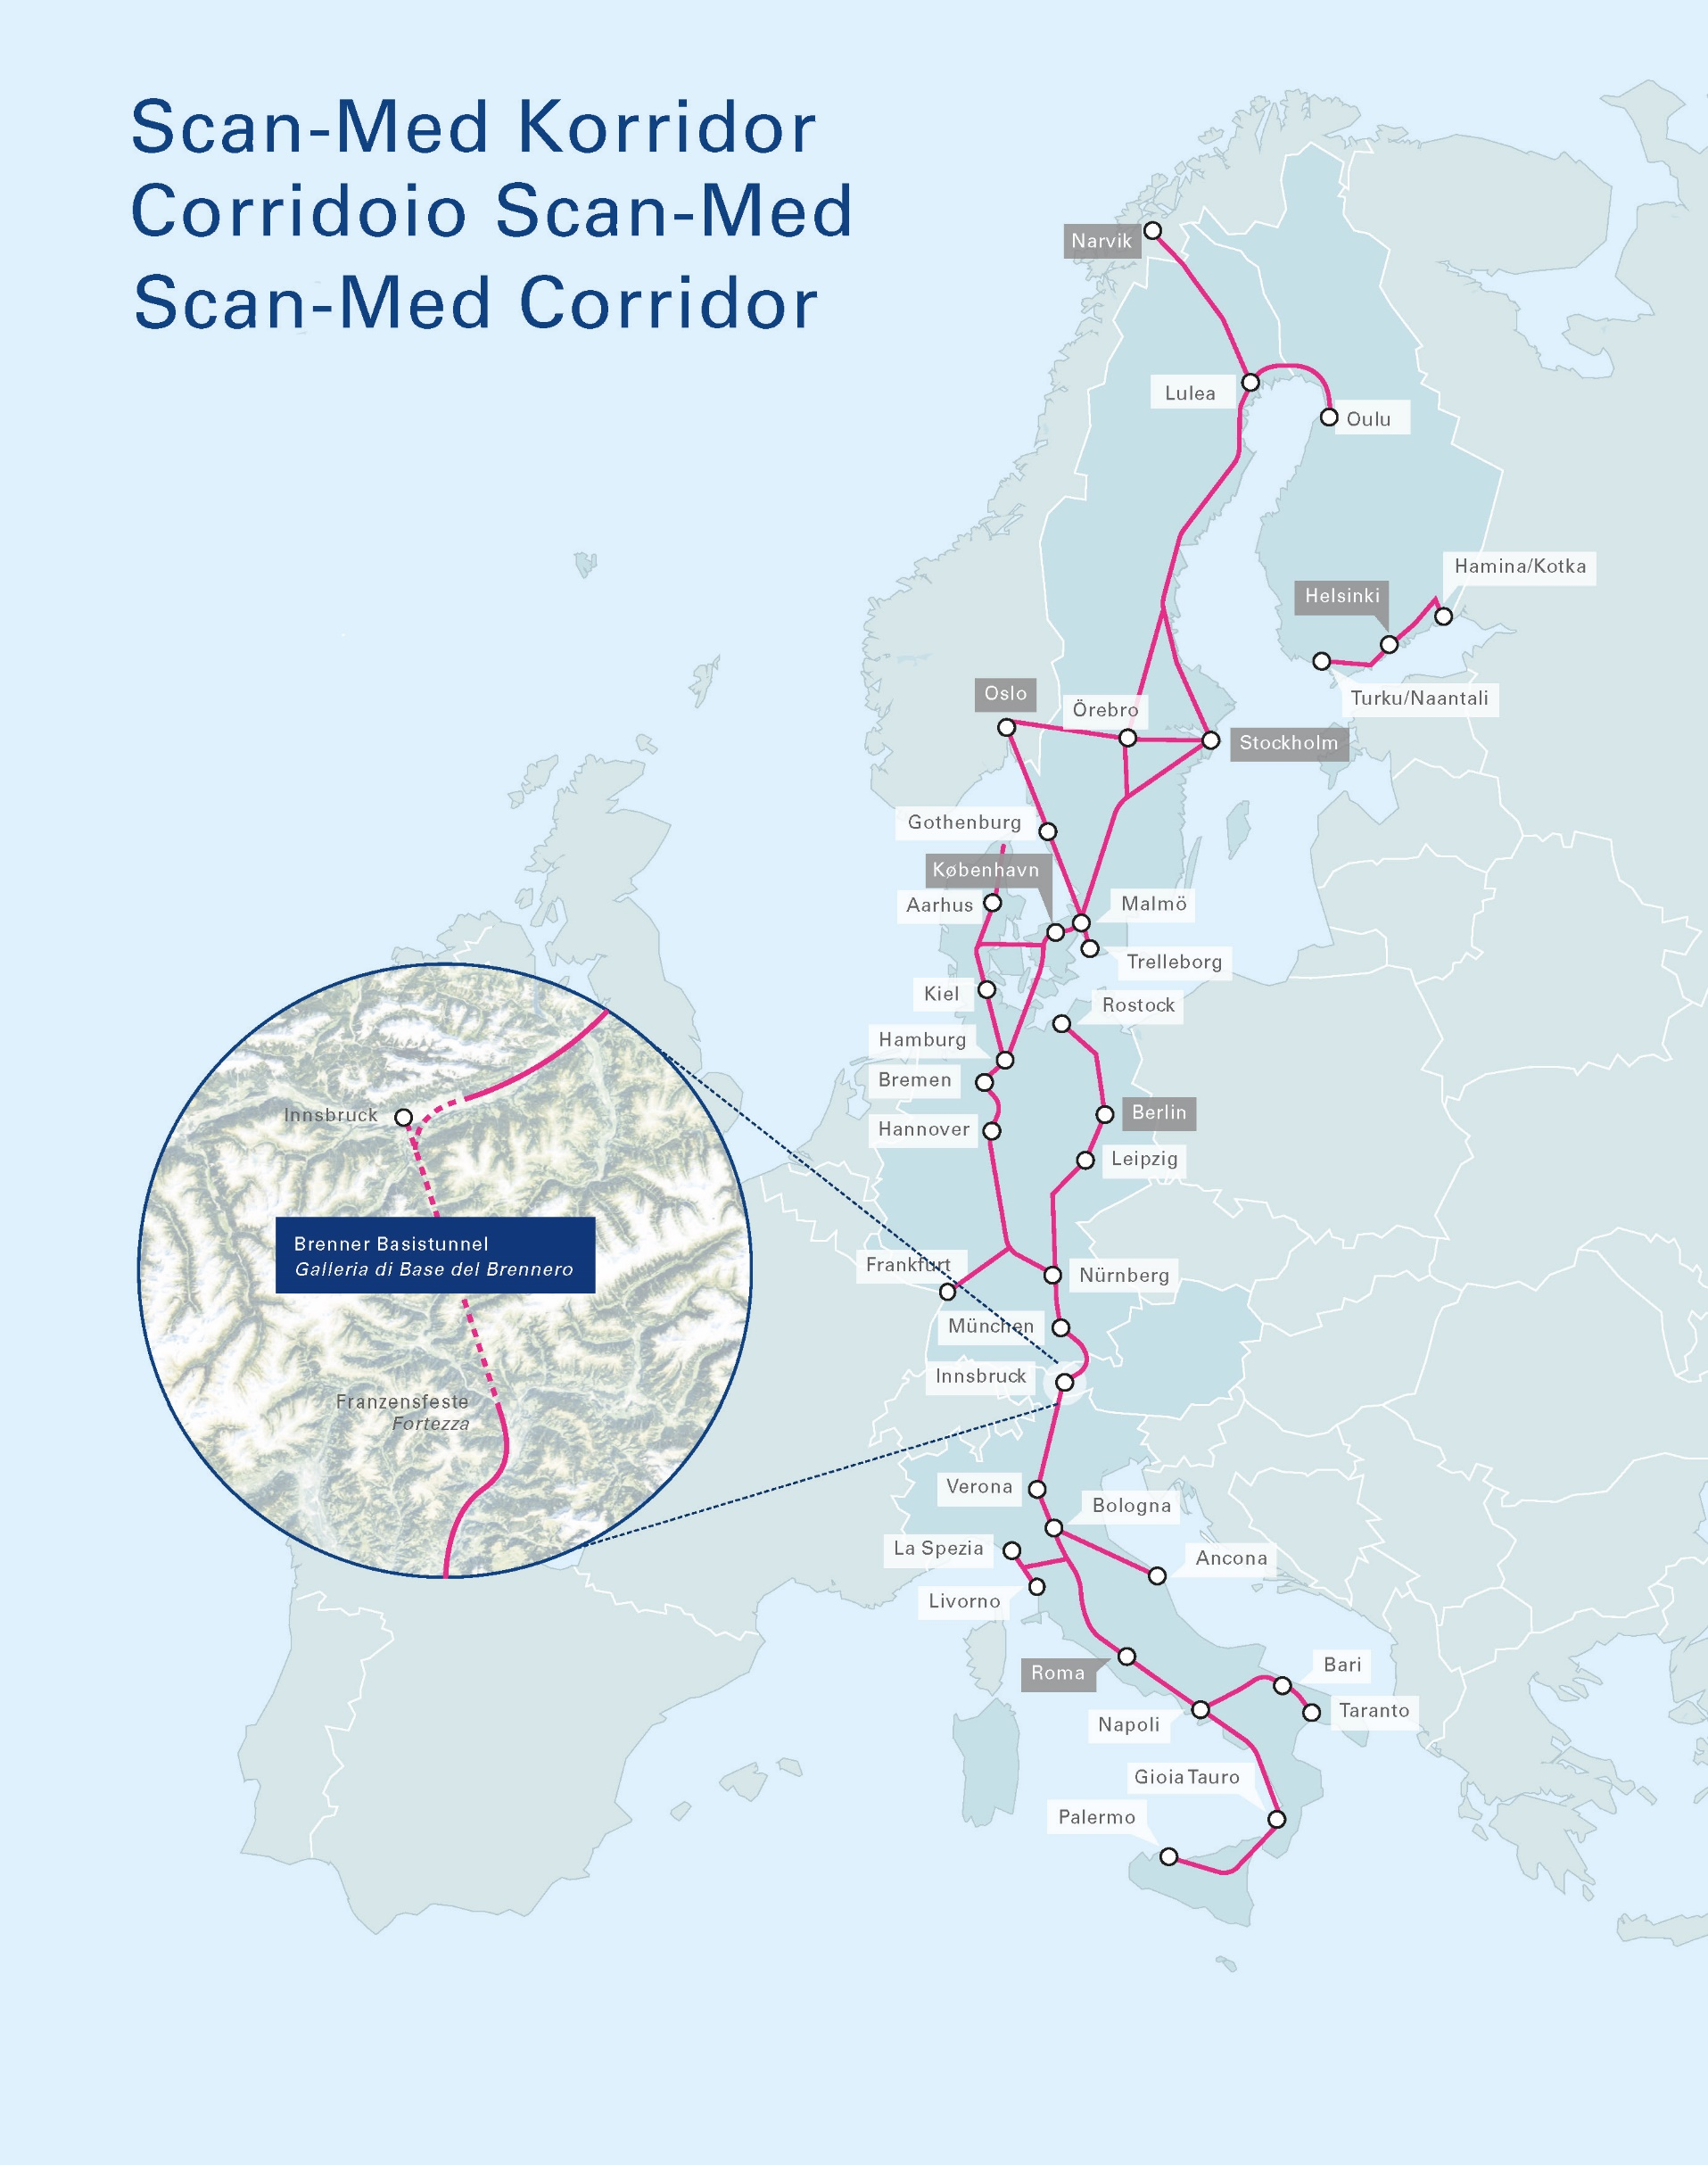 Scan-Med Korridor
Corridoio Scan-Med
Scan-Med Corridor
Narvik
Lulea
Oulu
Hamina/Kotka
Helsinki
Turku/Naantali
Oslo
Örebro
Stockholm
Gothenburg
København
Aarhus
Malmö
Trelleborg
Kiel
Rostock
Hamburg
Bremen
Berlin
Hannover
Leipzig
Frankfurt
Nürnberg
München
Innsbruck
Verona
Bologna
La Spezia
Ancona
Livorno
Roma
Bari
Napoli
Taranto
Gioia Tauro
Palermo
Innsbruck
Brenner Basistunnel
Galleria di Base del Brennero
Franzensfeste
Fortezza